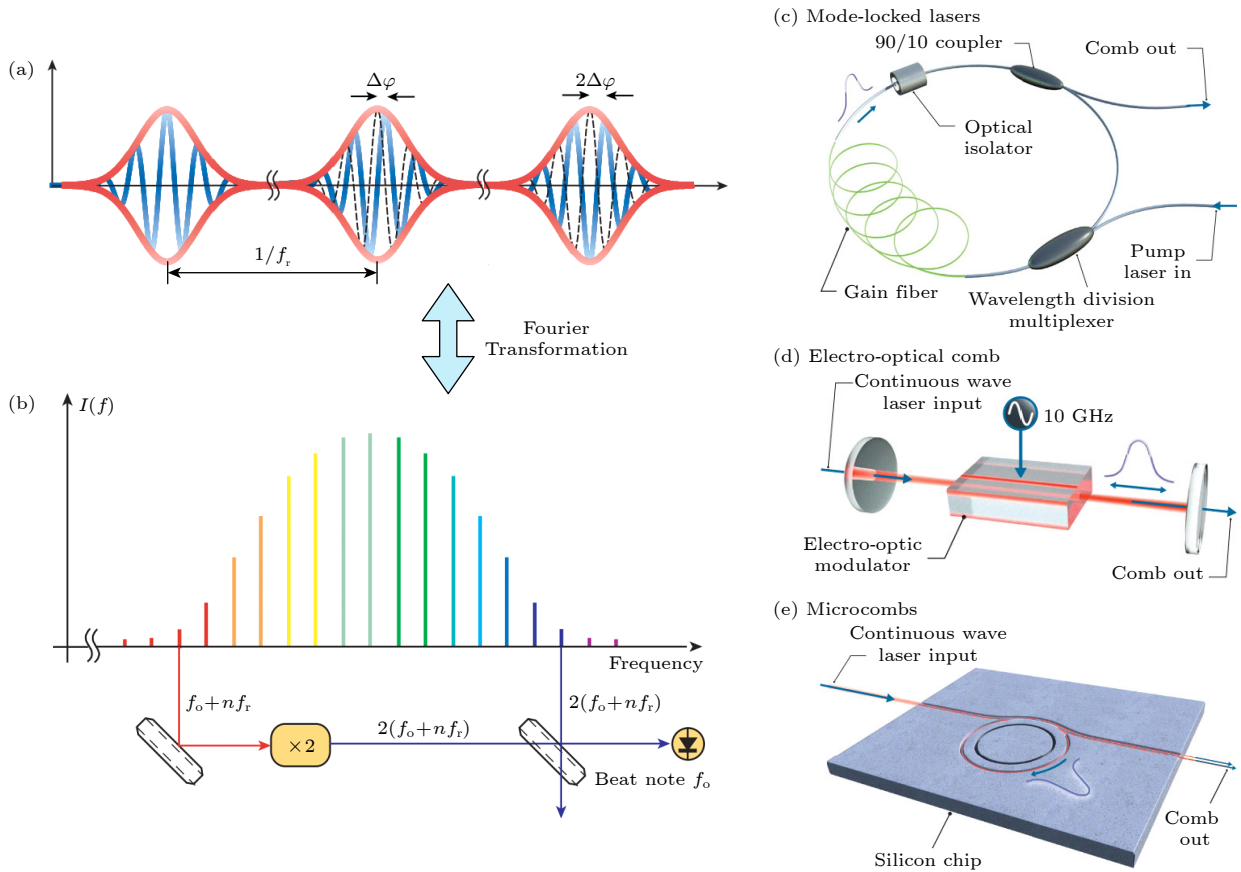 (a)
Δφ
2Δφ
1/fᵣ
Fourier
Transformation
(b)
I(f)
Frequency
fₒ+nfᵣ
×2
2(fₒ+nfᵣ)
2(fₒ+nfᵣ)
Beat note fₒ
(c) Mode-locked lasers
90/10 coupler
Comb out
Optical
isolator
Gain fiber
Pump
laser in
Wavelength division
multiplexer
(d) Electro-optical comb
Continuous wave
laser input
10 GHz
Electro-optic
modulator
Comb out
(e) Microcombs
Continuous wave
laser input
Comb
out
Silicon chip